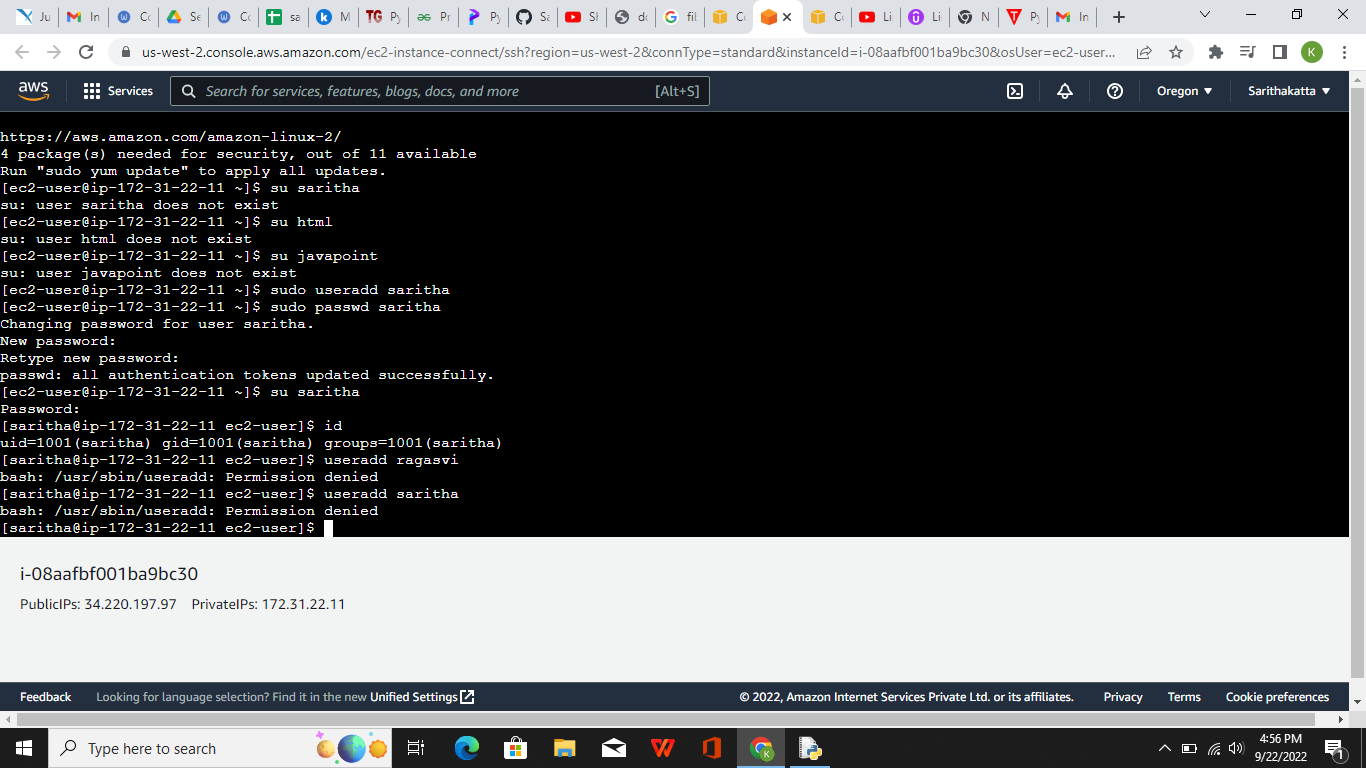 Ju
In
Co
Se
Co
sa
M
Py
Pr
Py
Sa
Sh
do
fil
Co
Co
Li
Li
N
Py
In
us-west-2.console.aws.amazon.com/ec2-instance-connect/ssh?region=us-west-2&connType=standard&instanceId=i-08aafbf001ba9bc30&osUser=ec2-user...
K
aws
Services
Search for services, features, blogs, docs, and more
[Alt+S]
Oregon
Sarithakatta
https://aws.amazon.com/amazon-linux-2/
4 package(s) needed for security, out of 11 available
Run "sudo yum update" to apply all updates.
[ec2-user@ip-172-31-22-11 ~]$ su saritha
su: user saritha does not exist
[ec2-user@ip-172-31-22-11 ~]$ su html
su: user html does not exist
[ec2-user@ip-172-31-22-11 ~]$ su javapoint
su: user javapoint does not exist
[ec2-user@ip-172-31-22-11 ~]$ sudo useradd saritha
[ec2-user@ip-172-31-22-11 ~]$ sudo passwd saritha
Changing password for user saritha.
New password:
Retype new password:
passwd: all authentication tokens updated successfully.
[ec2-user@ip-172-31-22-11 ~]$ su saritha
Password:
[saritha@ip-172-31-22-11 ec2-user]$ id
uid=1001(saritha) gid=1001(saritha) groups=1001(saritha)
[saritha@ip-172-31-22-11 ec2-user]$ useradd ragasvi
bash: /usr/sbin/useradd: Permission denied
[saritha@ip-172-31-22-11 ec2-user]$ useradd saritha
bash: /usr/sbin/useradd: Permission denied
[saritha@ip-172-31-22-11 ec2-user]$
i-08aafbf001ba9bc30
PublicIPs: 34.220.197.97 PrivateIPs: 172.31.22.11
Feedback
Looking for language selection? Find it in the new Unified Settings
© 2022, Amazon Internet Services Private Ltd. or its affiliates.
Privacy
Terms
Cookie preferences
Type here to search
4:56 PM
9/22/2022
1